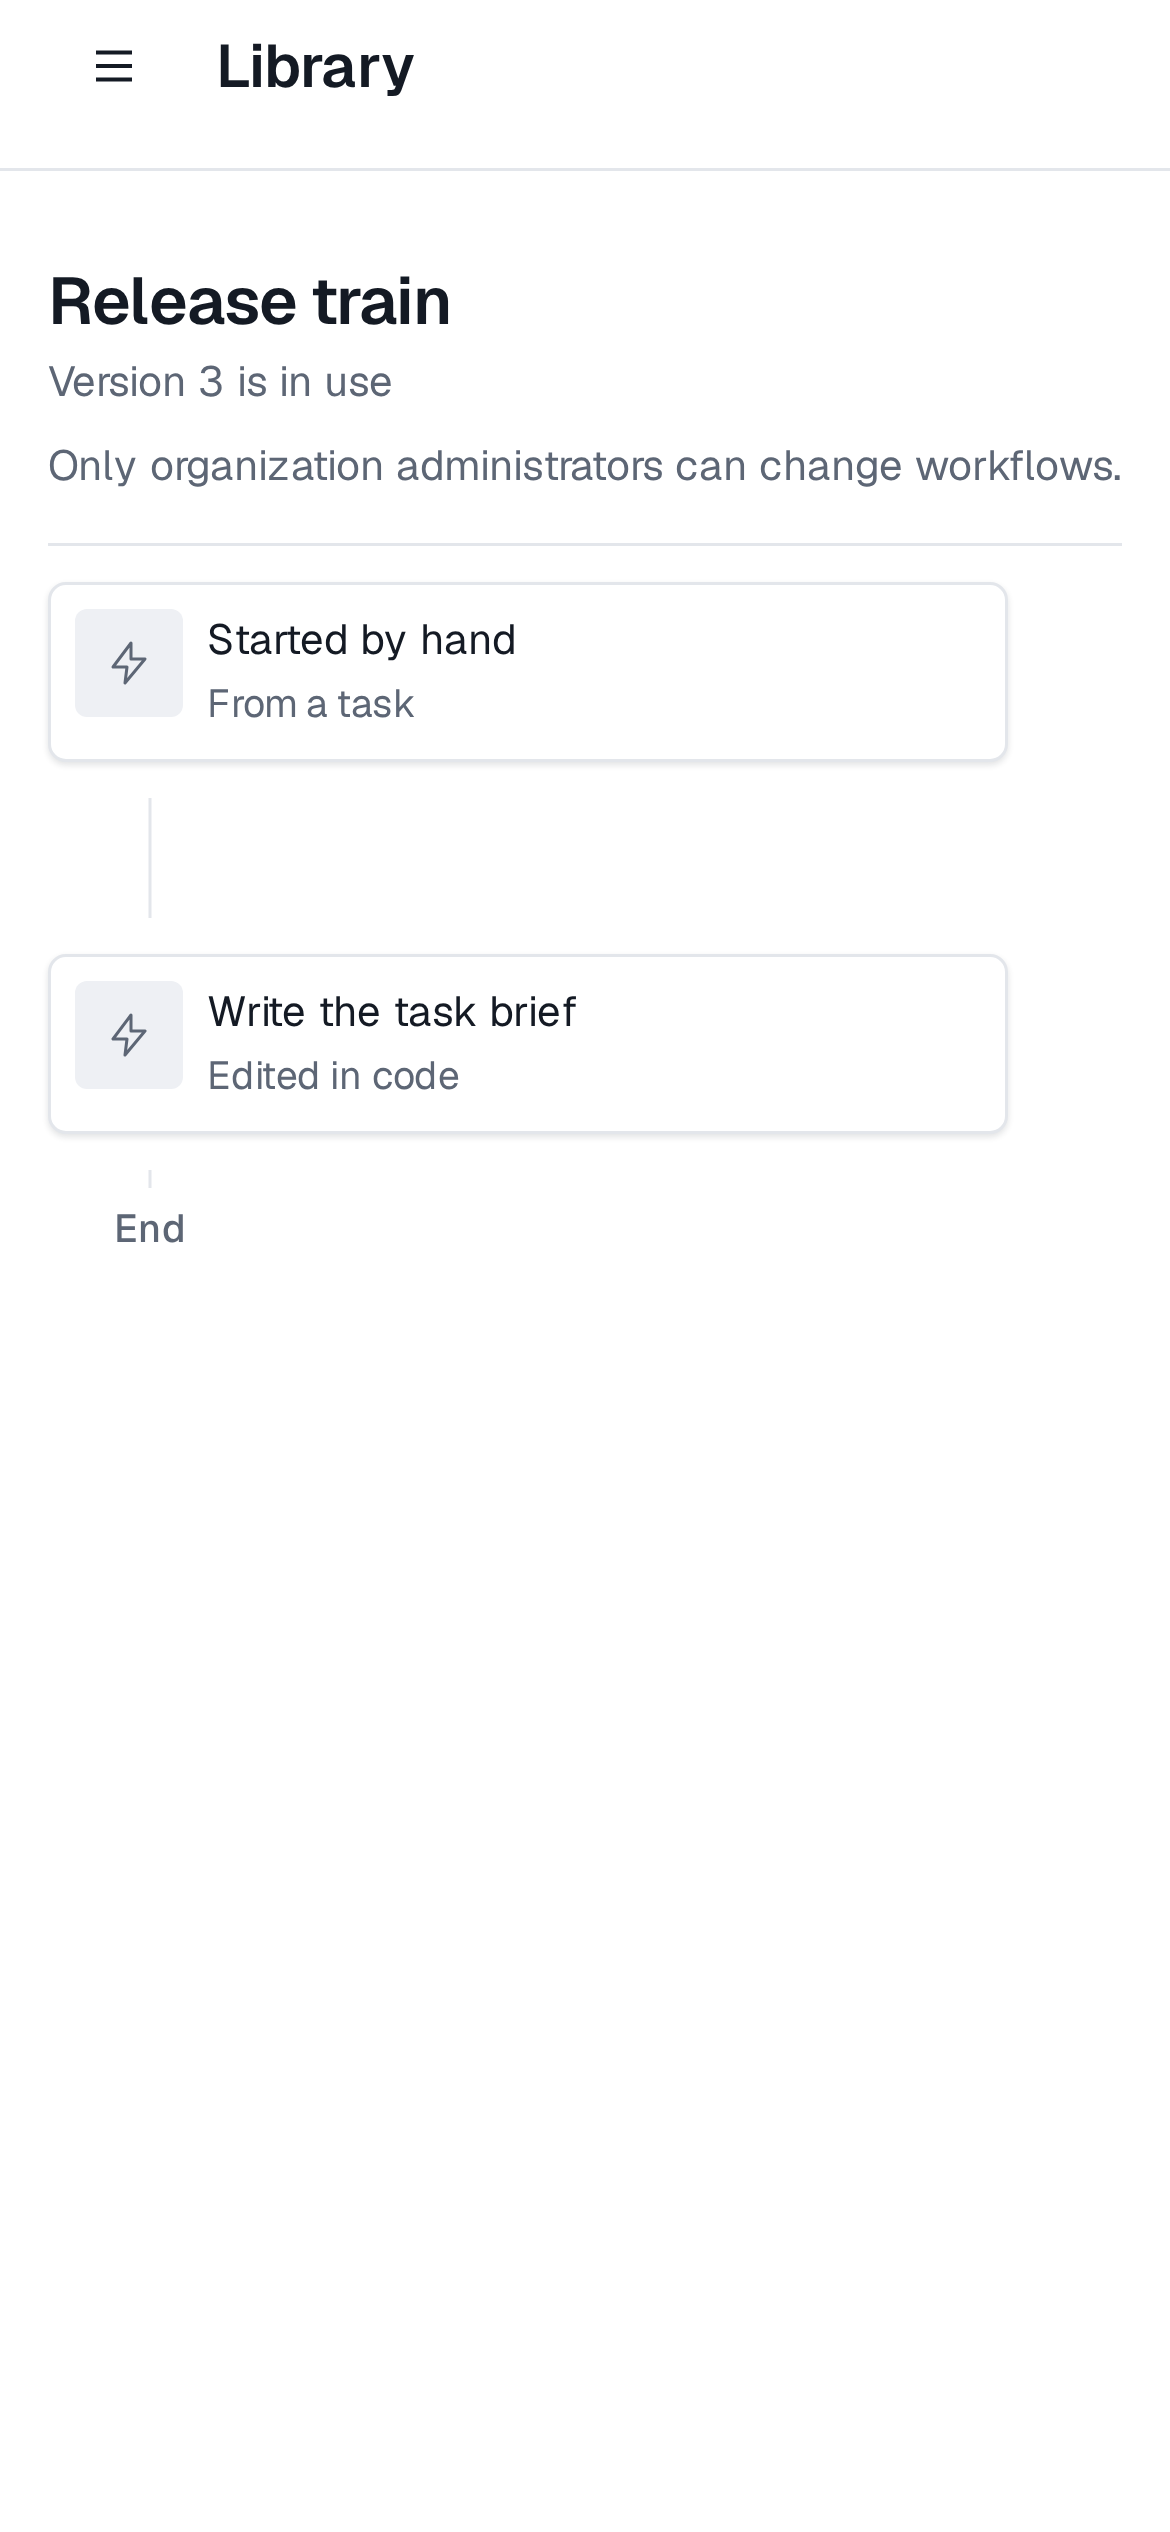 Library
Release train
Version 3 is in use
Only organization administrators can change workflows.
Started by hand
From a task
Write the task brief
Edited in code
End